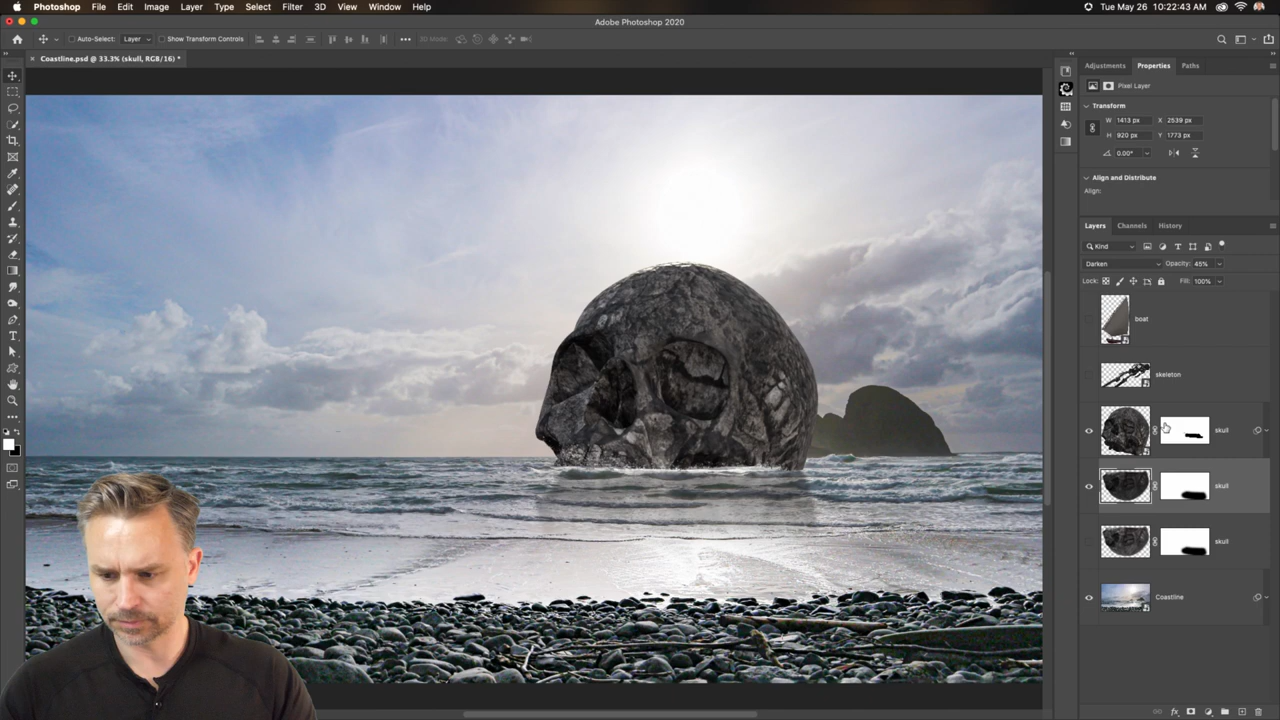 Photoshop File Edit Image Layer Type Select Filter 3D View Window Help Tue May 26 10:22:43 AM
Adobe Photoshop 2020
Auto-Select: Layer Show Transform Controls 3D Mode:
Coastline.psd @ 33.3% (skull, RGB/16) *
Adjustments Properties Paths
Pixel Layer
Transform
W 1413 px X 2539 px
H 920 px Y 1773 px
0.00°
Align and Distribute
Align:
Layers Channels History
Kind
Darken Opacity: 45%
Lock: Fill: 100%
boat
skeleton
skull
skull
skull
Coastline